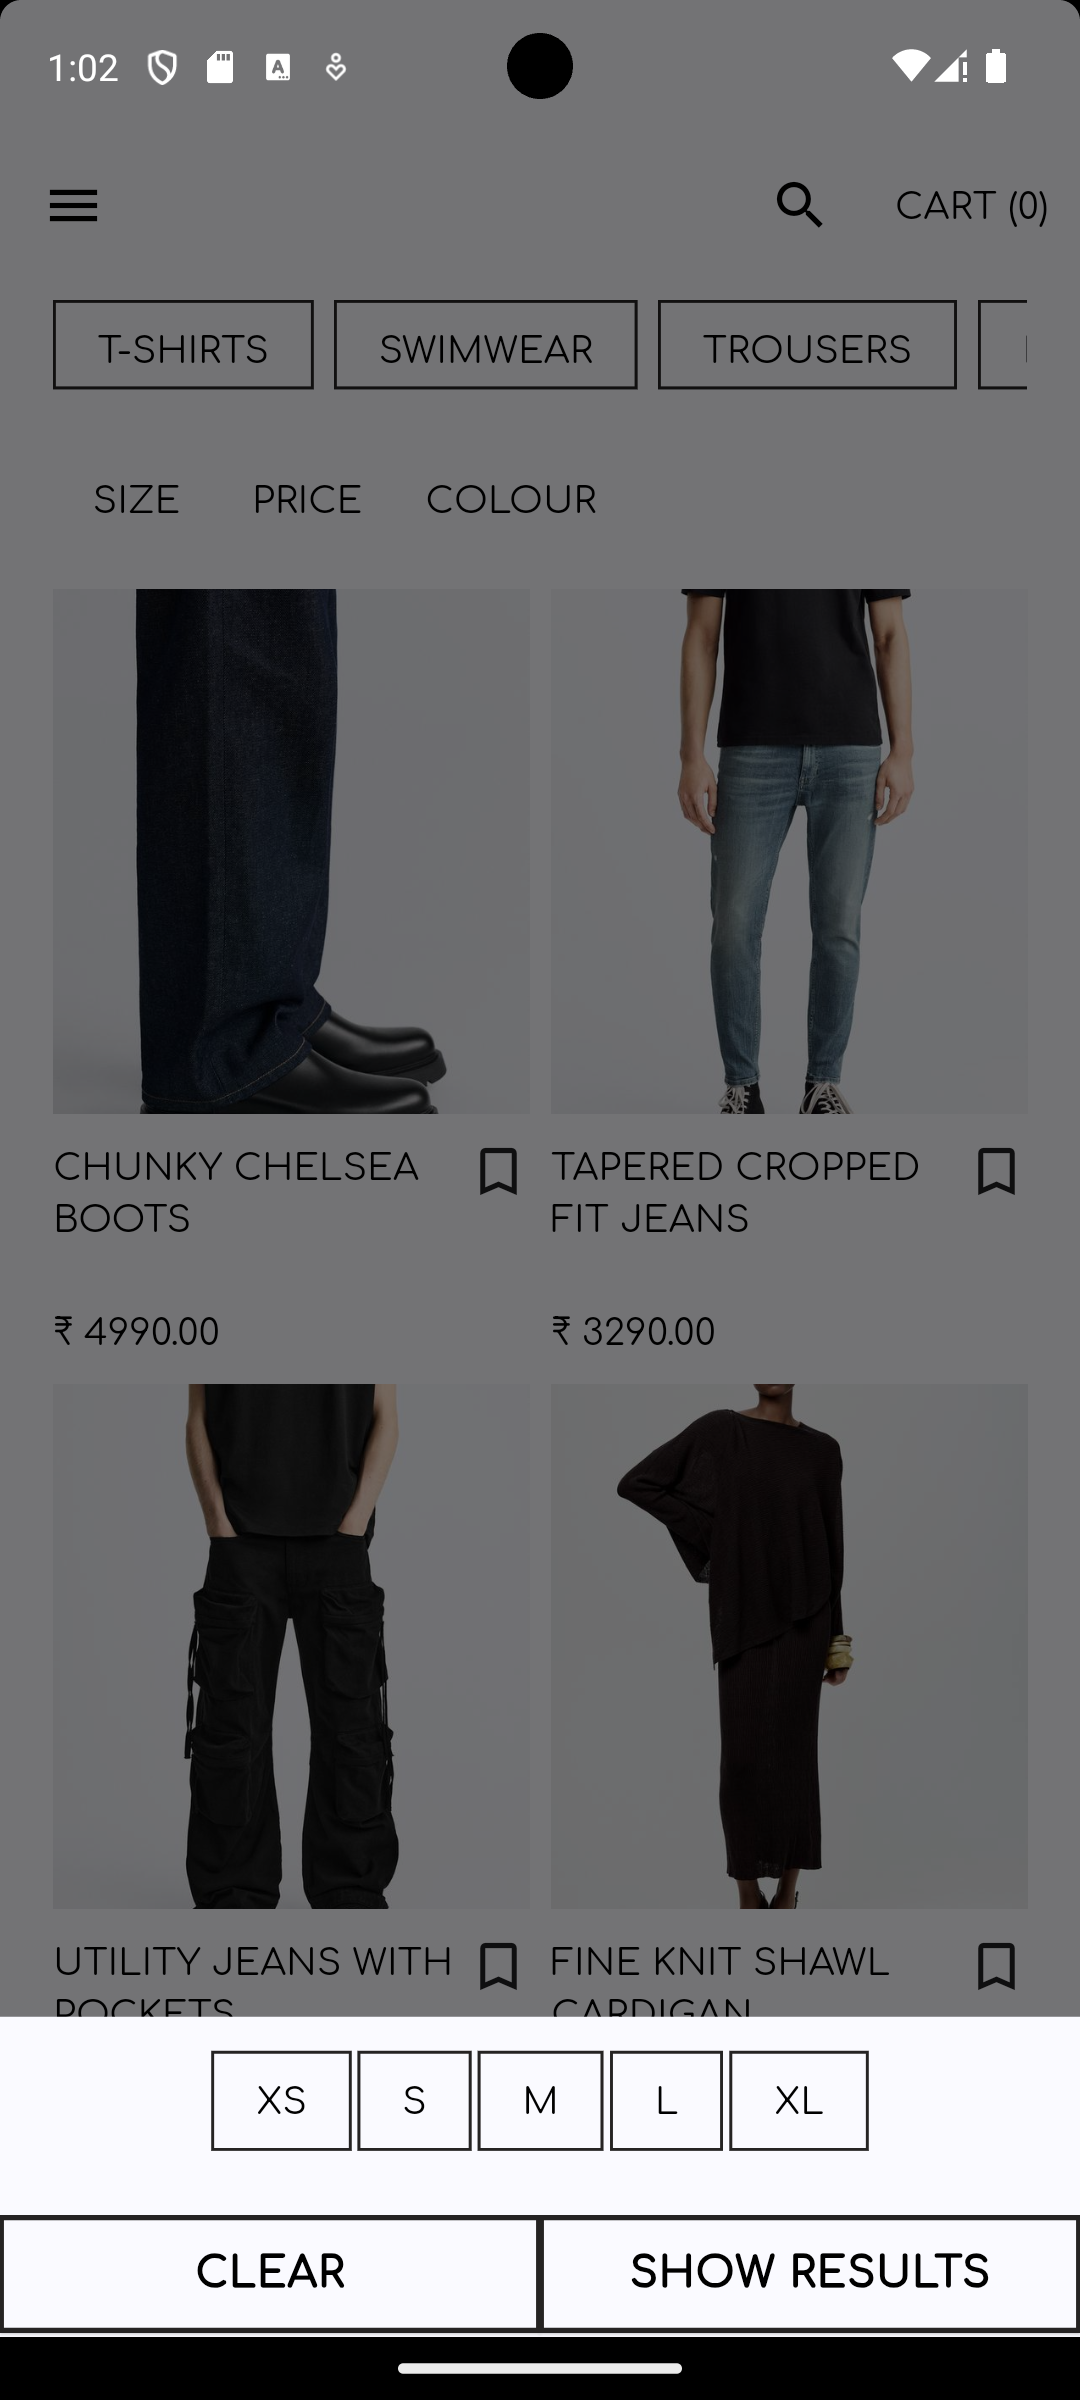 1:02
CART (0)
T-SHIRTS
SWIMWEAR
TROUSERS
SIZE
PRICE
COLOUR
CHUNKY CHELSEA
BOOTS
TAPERED CROPPED
FIT JEANS
₹ 4990.00
₹ 3290.00
UTILITY JEANS WITH
POCKETS
FINE KNIT SHAWL
CARDIGAN
XS
S
M
L
XL
CLEAR
SHOW RESULTS